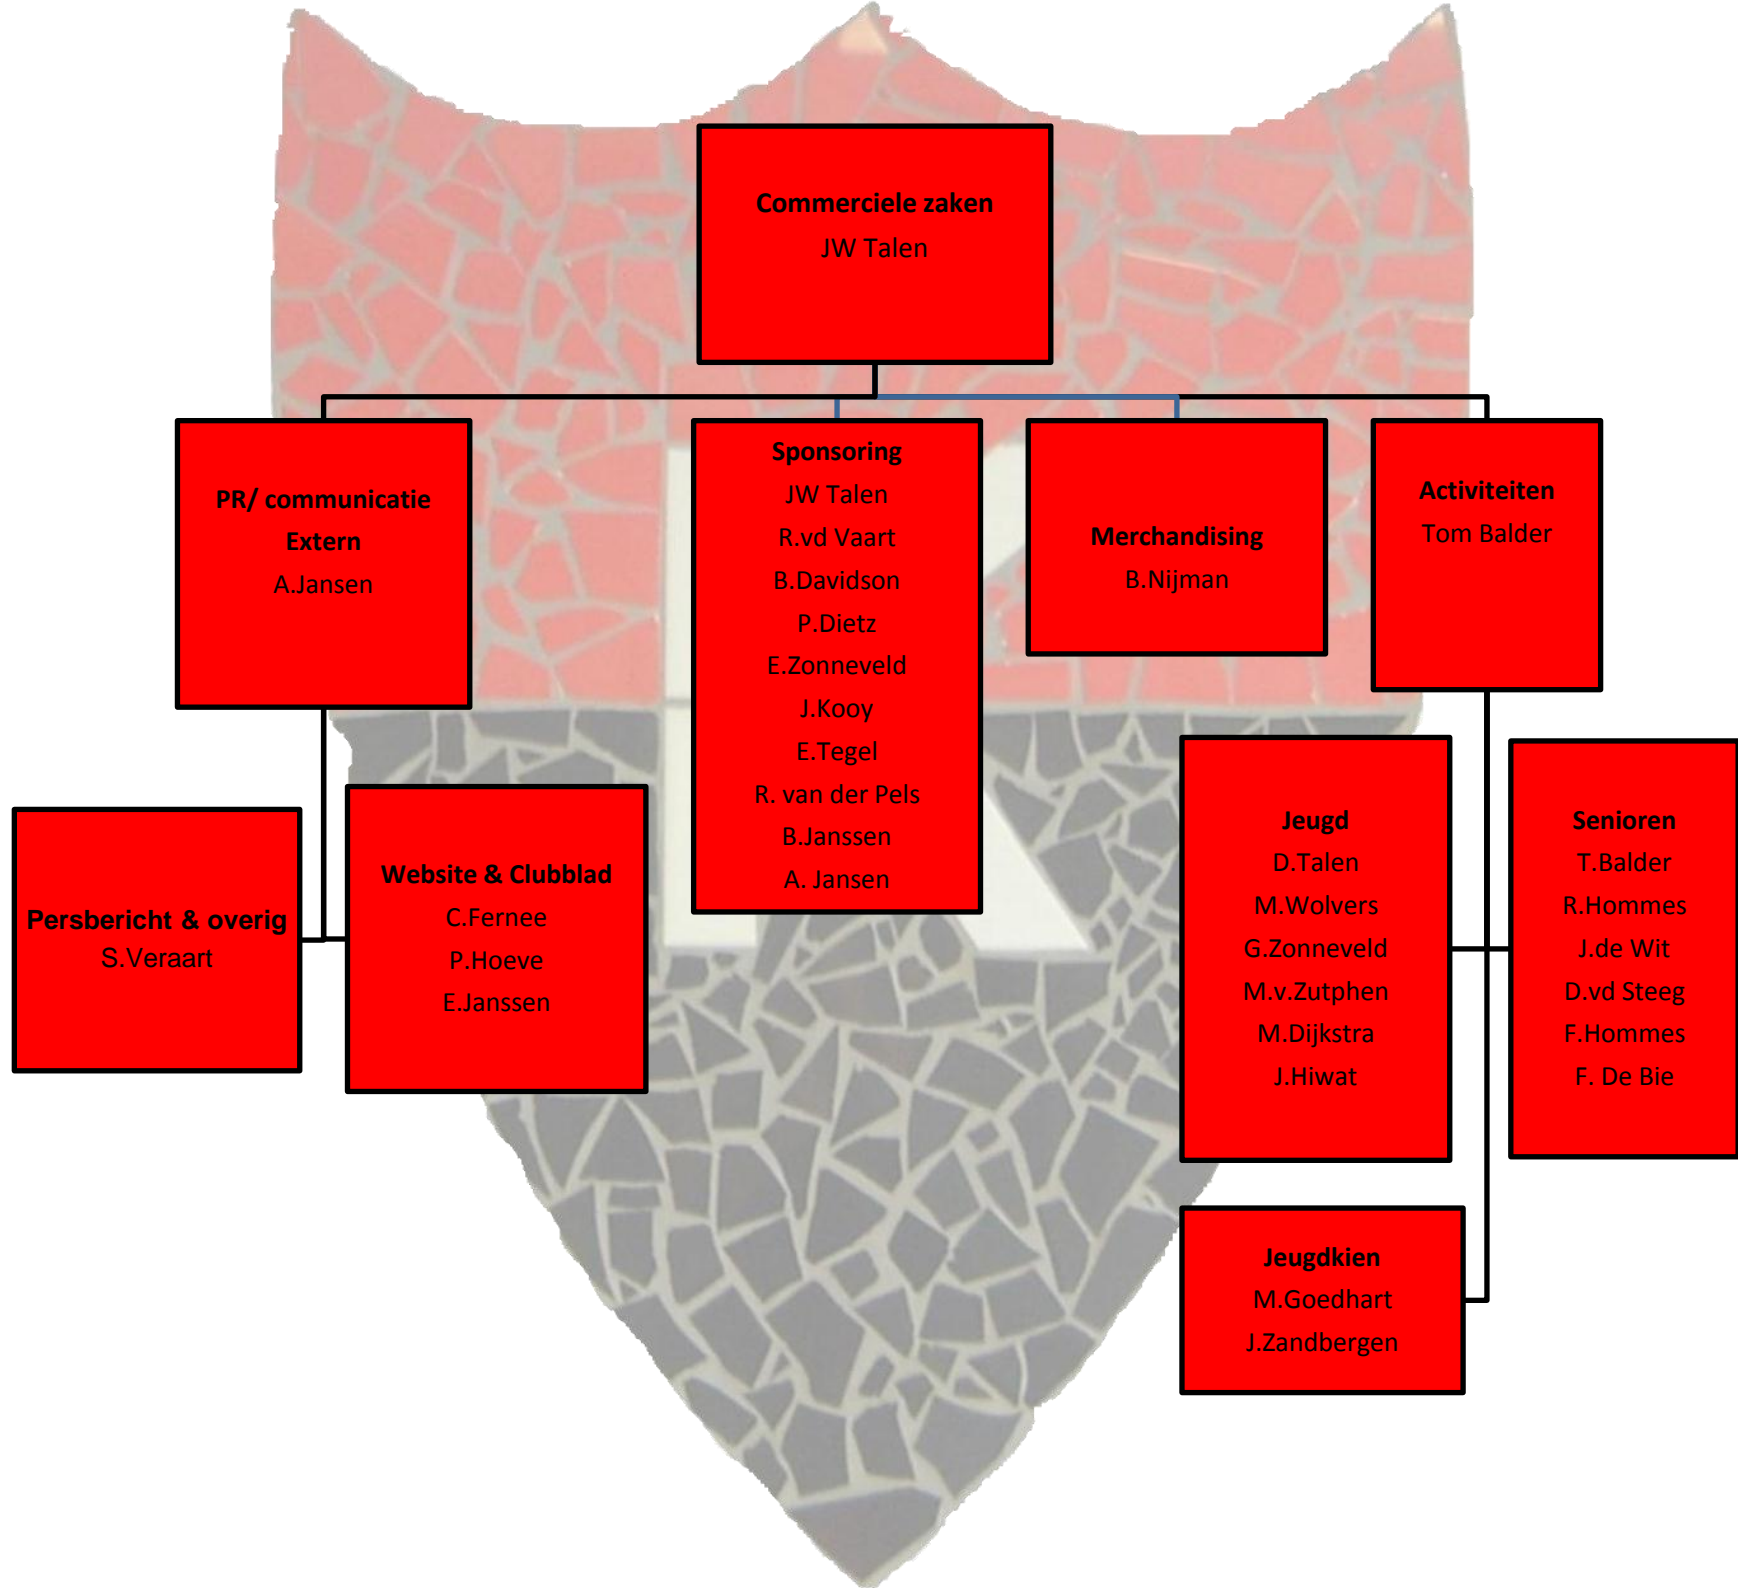 Commerciele zaken
JW Talen
PR/ communicatie
Extern
A.Jansen
Sponsoring
JW Talen
R.vd Vaart
B.Davidson
P.Dietz
E.Zonneveld
J.Kooy
E.Tegel
R. van der Pels
B.Janssen
A. Jansen
Merchandising
B.Nijman
Activiteiten
Tom Balder
Persbericht & overig
S.Veraart
Website & Clubblad
C.Fernee
P.Hoeve
E.Janssen
Jeugd
D.Talen
M.Wolvers
G.Zonneveld
M.v.Zutphen
M.Dijkstra
J.Hiwat
Senioren
T.Balder
R.Hommes
J.de Wit
D.vd Steeg
F.Hommes
F. De Bie
Jeugdkien
M.Goedhart
J.Zandbergen